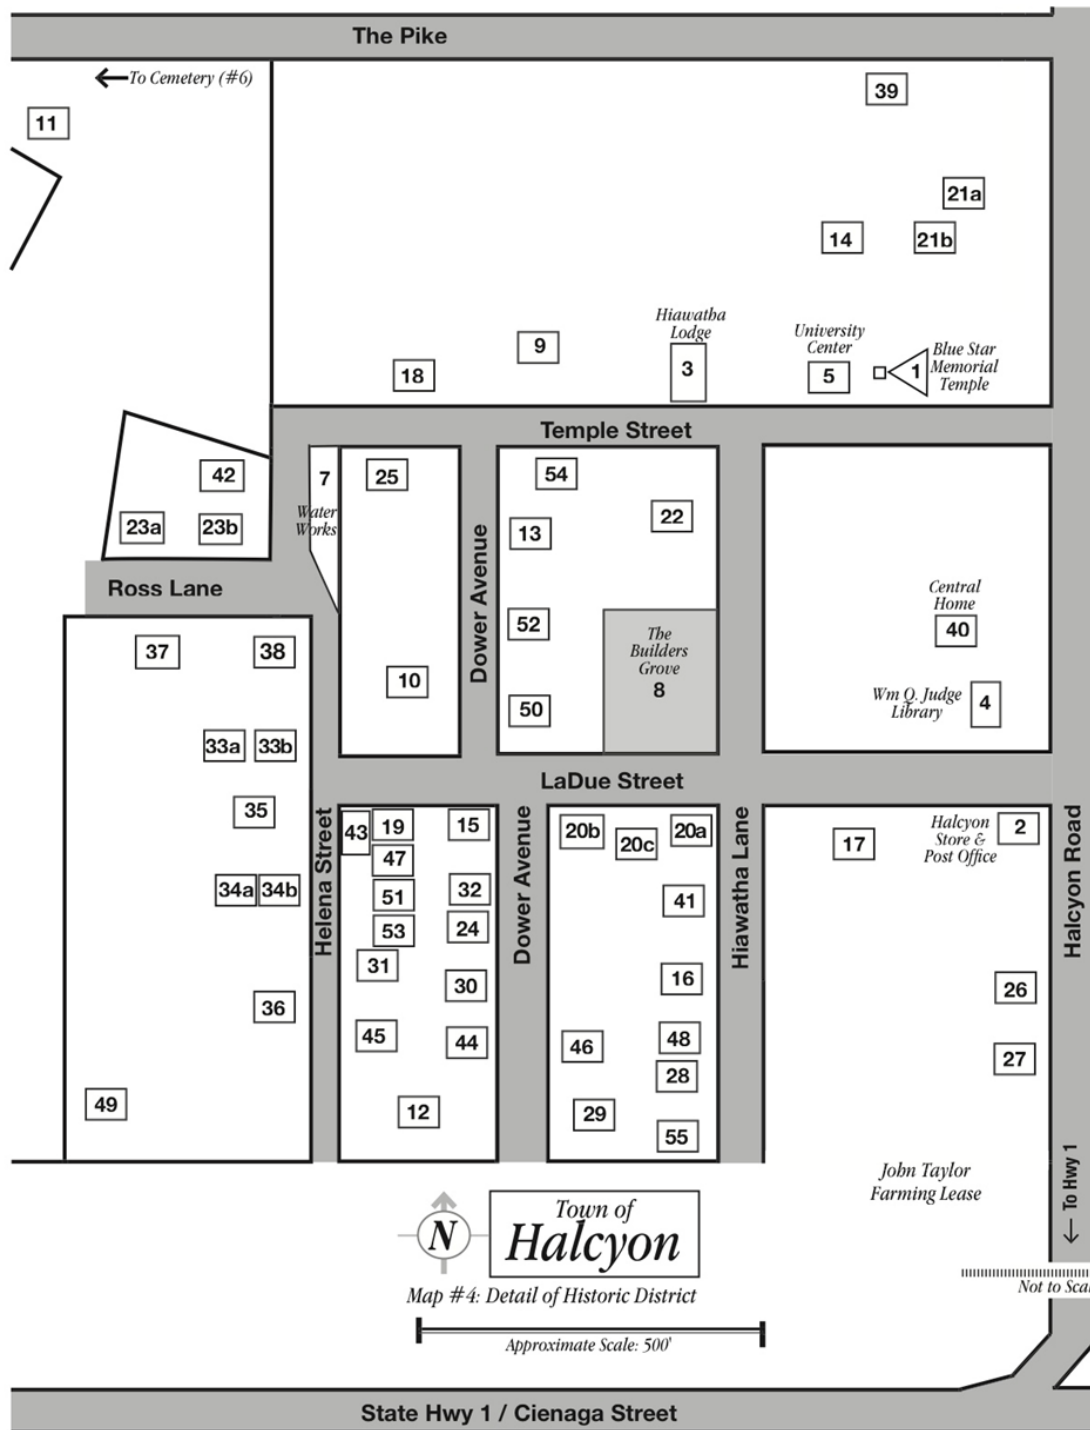 The Pike
To Cemetery (#6)
39
11
21a
14
21b
Hiawatha
Lodge
3
University
Center
5
Blue Star
Memorial
Temple
1
9
18
Temple Street
42
23a
23b
7
Water
Works
25
54
22
13
Dower Avenue
Ross Lane
Central
Home
40
52
The
Builders
Grove
8
37
38
10
50
Wm Q. Judge
Library
4
33a
33b
LaDue Street
35
43
19
15
20b
20c
20a
17
Halcyon
Store &
Post Office
2
47
34a
34b
51
32
41
53
24
Helena Street
Dower Avenue
Hiawatha Lane
Halcyon Road
31
30
16
26
36
45
44
46
48
27
28
49
12
29
55
John Taylor
Farming Lease
To Hwy 1
N
Town of
Halcyon
Map #4: Detail of Historic District
Not to Scal
Approximate Scale: 500'
State Hwy 1 / Cienaga Street